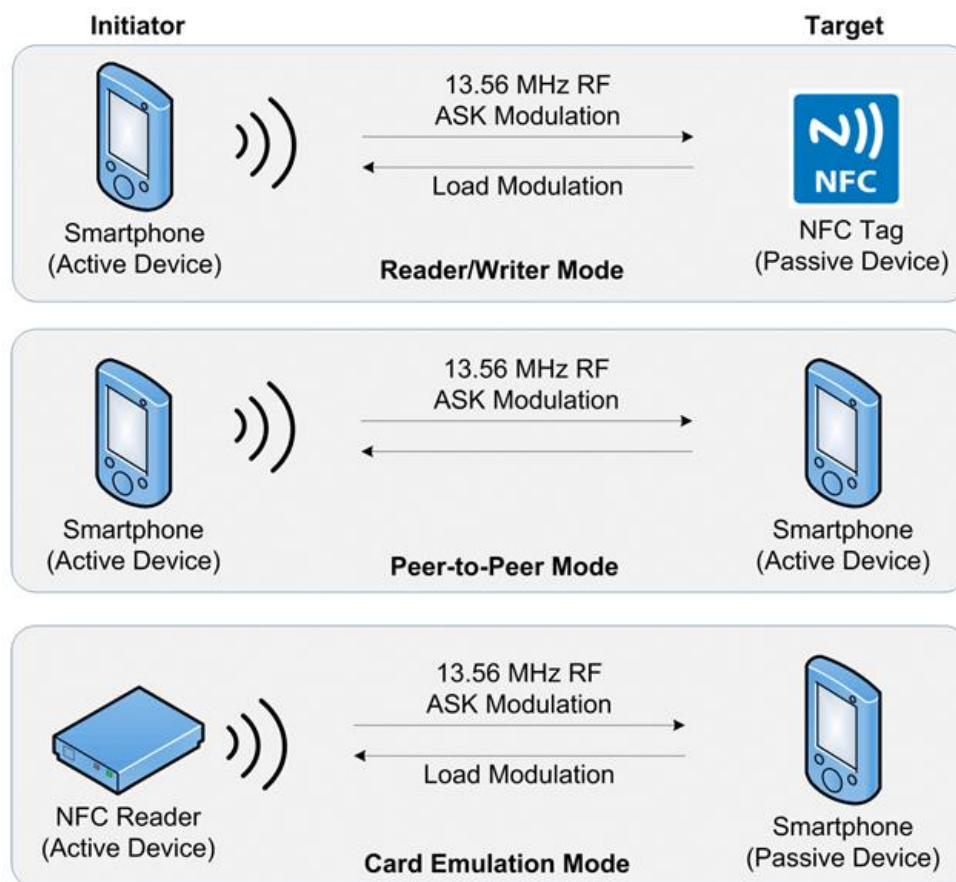 Initiator
Target
13.56 MHz RF
ASK Modulation
Load Modulation
NFC
Smartphone
(Active Device)
NFC Tag
(Passive Device)
Reader/Writer Mode
13.56 MHz RF
ASK Modulation
Smartphone
(Active Device)
Smartphone
(Active Device)
Peer-to-Peer Mode
13.56 MHz RF
ASK Modulation
Load Modulation
NFC Reader
(Active Device)
Smartphone
(Passive Device)
Card Emulation Mode